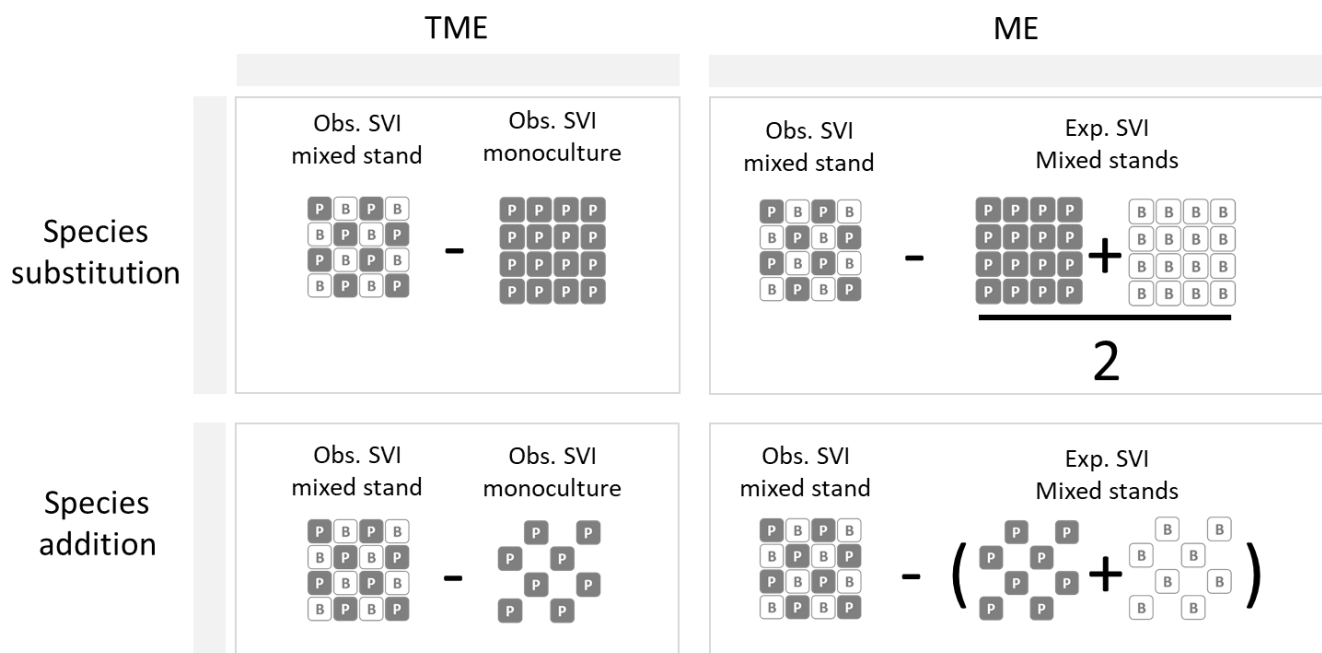 TME
ME
Species
substitution
Obs. SVI
mixed stand
Obs. SVI
monoculture
P B P B
B P B P
P B P B
B P B P
-
P P P P
P P P P
P P P P
P P P P
Obs. SVI
mixed stand
Exp. SVI
Mixed stands
P B P B
B P B P
P B P B
B P B P
-
P P P P
P P P P
P P P P
P P P P
+
B B B B
B B B B
B B B B
B B B B
2
Species
addition
Obs. SVI
mixed stand
Obs. SVI
monoculture
P B P B
B P B P
P B P B
B P B P
-
P P
P P
P P
P P
Obs. SVI
mixed stand
Exp. SVI
Mixed stands
P B P B
B P B P
P B P B
B P B P
-
(
P P
P P
P P
P P
+
B B
B B
B B
B B
)